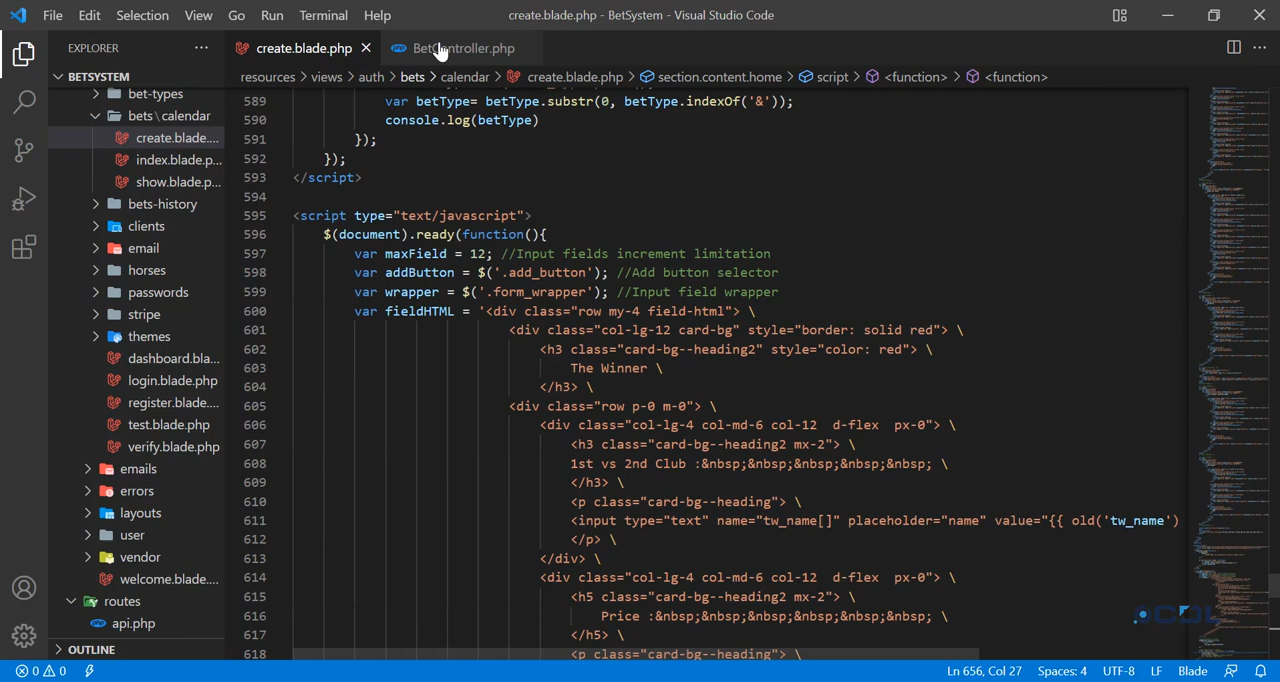 File Edit Selection View Go Run Terminal Help
create.blade.php - BetSystem - Visual Studio Code
EXPLORER
BETSYSTEM
bet-types
bets\calendar
create.blade....
index.blade.p...
show.blade.p...
bets-history
clients
email
horses
passwords
stripe
themes
dashboard.bla...
login.blade.php
register.blade....
test.blade.php
verify.blade.php
emails
errors
layouts
user
vendor
welcome.blade....
routes
api.php
OUTLINE
create.blade.php
BetController.php
resources > views > auth > bets > calendar > create.blade.php > section.content.home > script > <function> > <function>
589 var betType= betType.substr(0, betType.indexOf('&'));
590 console.log(betType)
591 });
592 });
593 </script>
594
595 <script type="text/javascript">
596 $(document).ready(function(){
597 var maxField = 12; //Input fields increment limitation
598 var addButton = $('.add_button'); //Add button selector
599 var wrapper = $('.form_wrapper'); //Input field wrapper
600 var fieldHTML = '<div class="row my-4 field-html"> \
601 <div class="col-lg-12 card-bg" style="border: solid red"> \
602 <h3 class="card-bg--heading2" style="color: red"> \
603 The Winner \
604 </h3> \
605 <div class="row p-0 m-0"> \
606 <div class="col-lg-4 col-md-6 col-12  d-flex  px-0"> \
607 <h3 class="card-bg--heading2 mx-2"> \
608 1st vs 2nd Club :&nbsp;&nbsp;&nbsp;&nbsp;&nbsp; \
609 </h3> \
610 <p class="card-bg--heading"> \
611 <input type="text" name="tw_name[]" placeholder="name" value="{{ old('tw_name')
612 </p> \
613 </div> \
614 <div class="col-lg-4 col-md-6 col-12  d-flex  px-0"> \
615 <h5 class="card-bg--heading2 mx-2"> \
616 Price :&nbsp;&nbsp;&nbsp;&nbsp;&nbsp; \
617 </h5> \
618 <p class="card-bg--heading"> \
0 0
Ln 656, Col 27 Spaces: 4 UTF-8 LF Blade